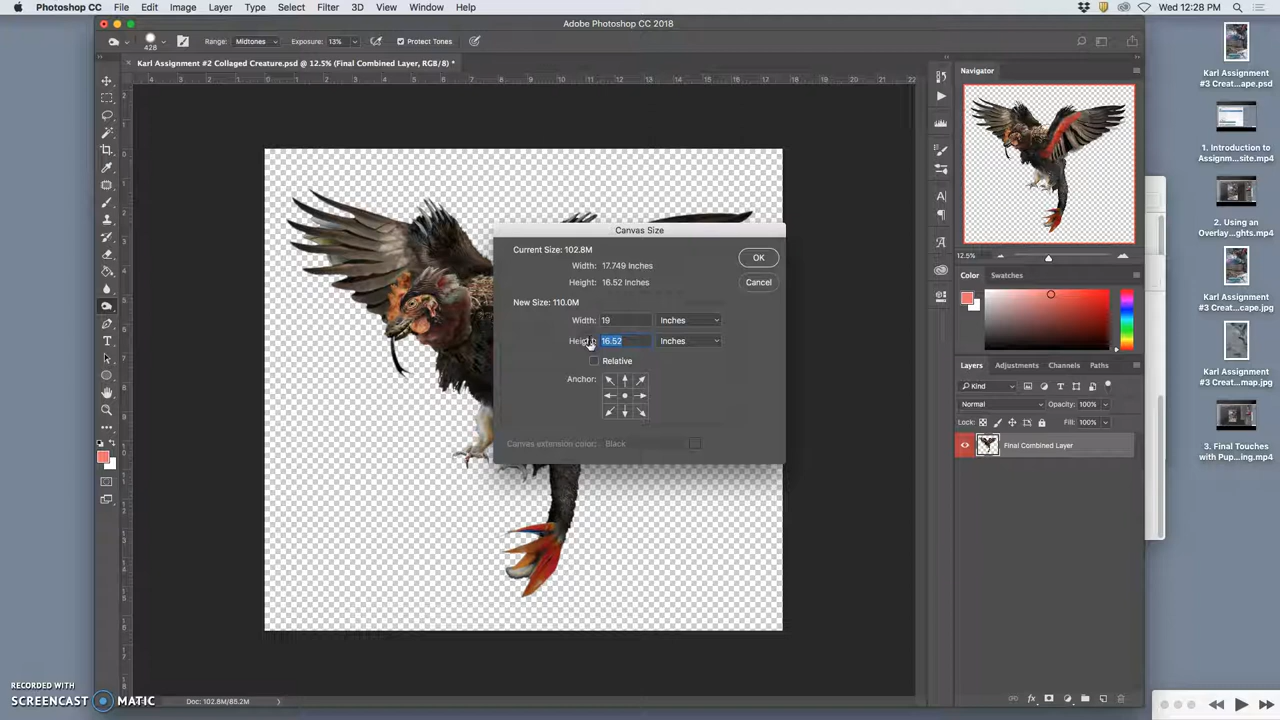 Photoshop CC File Edit Image Layer Type Select Filter 3D View Window Help Wed 12:28 PM
Adobe Photoshop CC 2018
428 Range: Midtones Exposure: 13% Protect Tones
Karl Assignment #2 Collaged Creature.psd @ 12.5% (Final Combined Layer, RGB/8) *
Navigator
12.5%
Color Swatches
Layers Adjustments Channels Paths
Kind
Normal Opacity: 100%
Lock: Fill: 100%
Final Combined Layer
Canvas Size
Current Size: 102.8M
Width: 17.749 Inches
Height: 16.52 Inches
New Size: 110.0M
Width: 19 Inches
Height: 16.52 Inches
Relative
Anchor:
Canvas extension color: Black
OK
Cancel
Karl Assignment
#3 Creat...ape.psd
1. Introduction to
Assignm...site.mp4
2. Using an
Overlay...ghts.mp4
Karl Assignment
#3 Creat...cape.jpg
Karl Assignment
#3 Creat...map.jpg
3. Final Touches
with Pup...ing.mp4
Doc: 102.8M/85.2M
RECORDED WITH
SCREENCAST MATIC